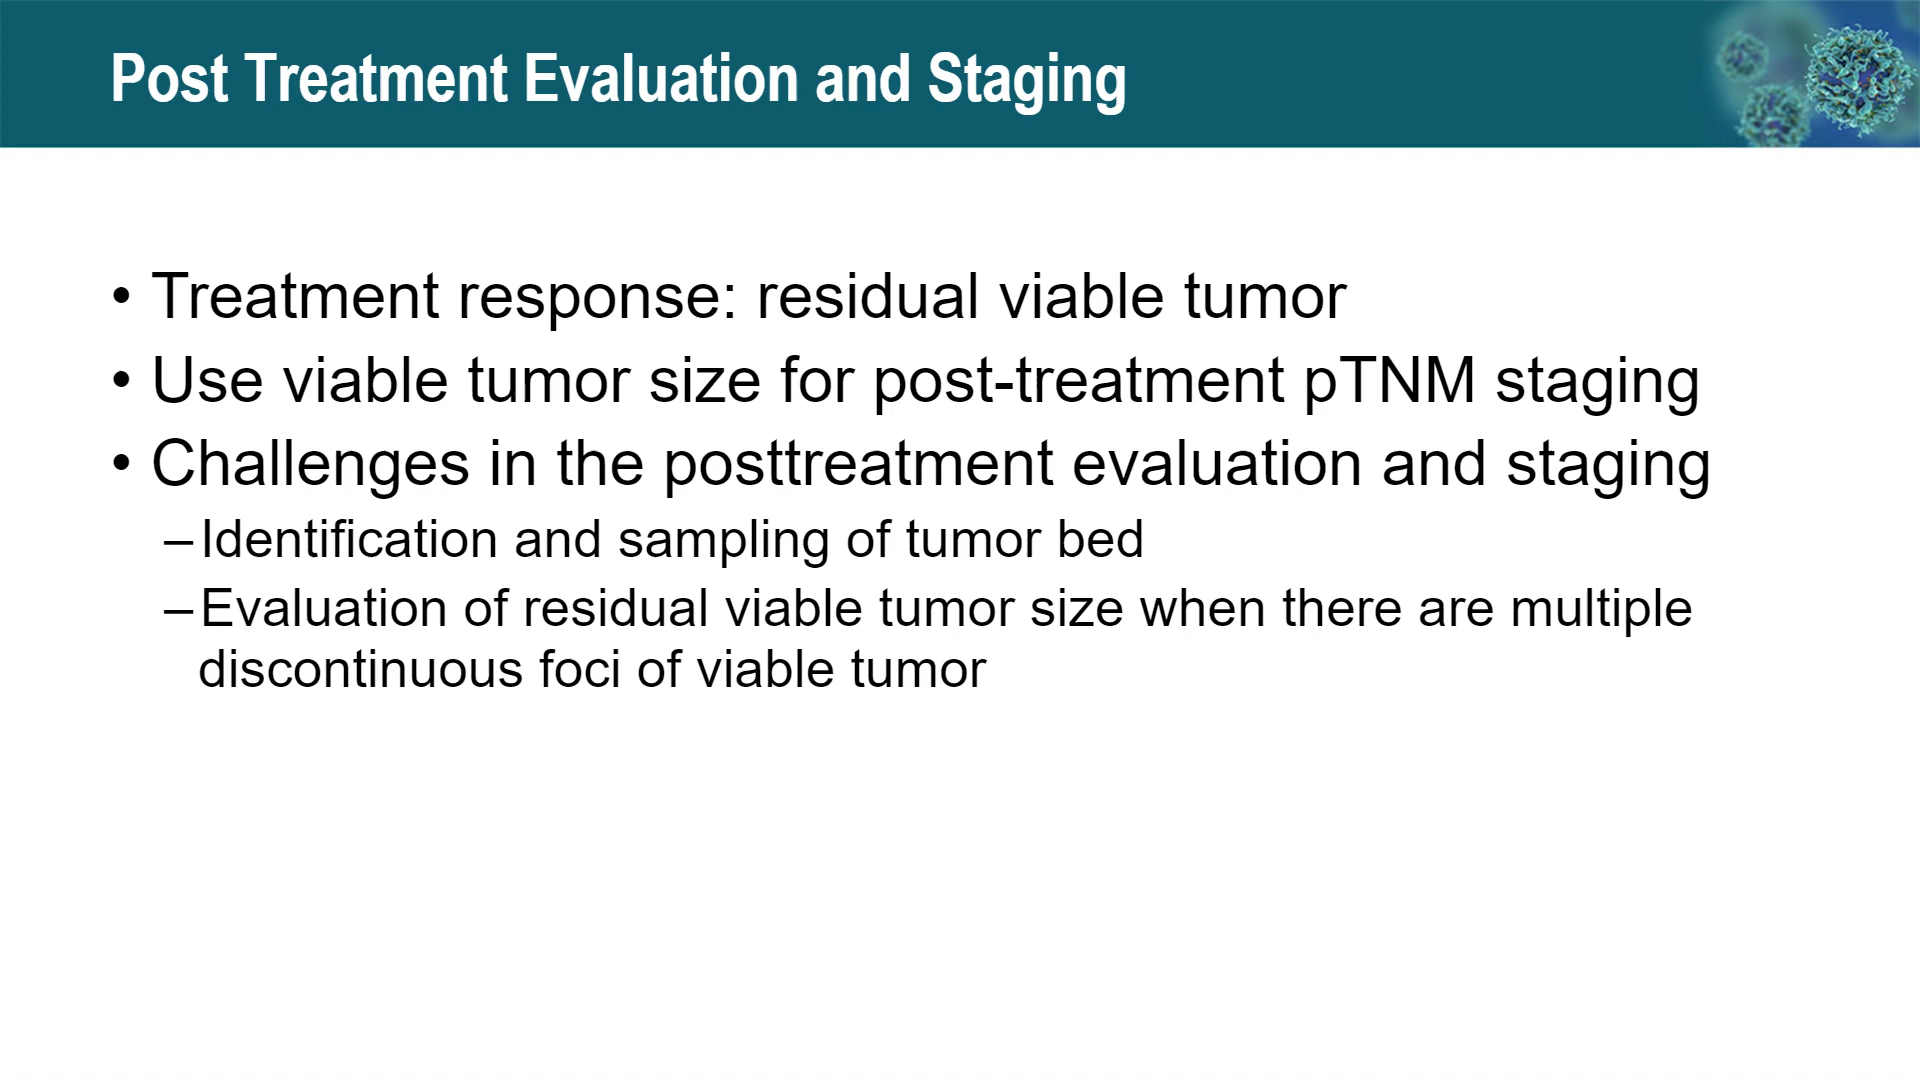 Post Treatment Evaluation and Staging
• Treatment response: residual viable tumor
• Use viable tumor size for post-treatment pTNM staging
• Challenges in the posttreatment evaluation and staging
– Identification and sampling of tumor bed
– Evaluation of residual viable tumor size when there are multiple
discontinuous foci of viable tumor